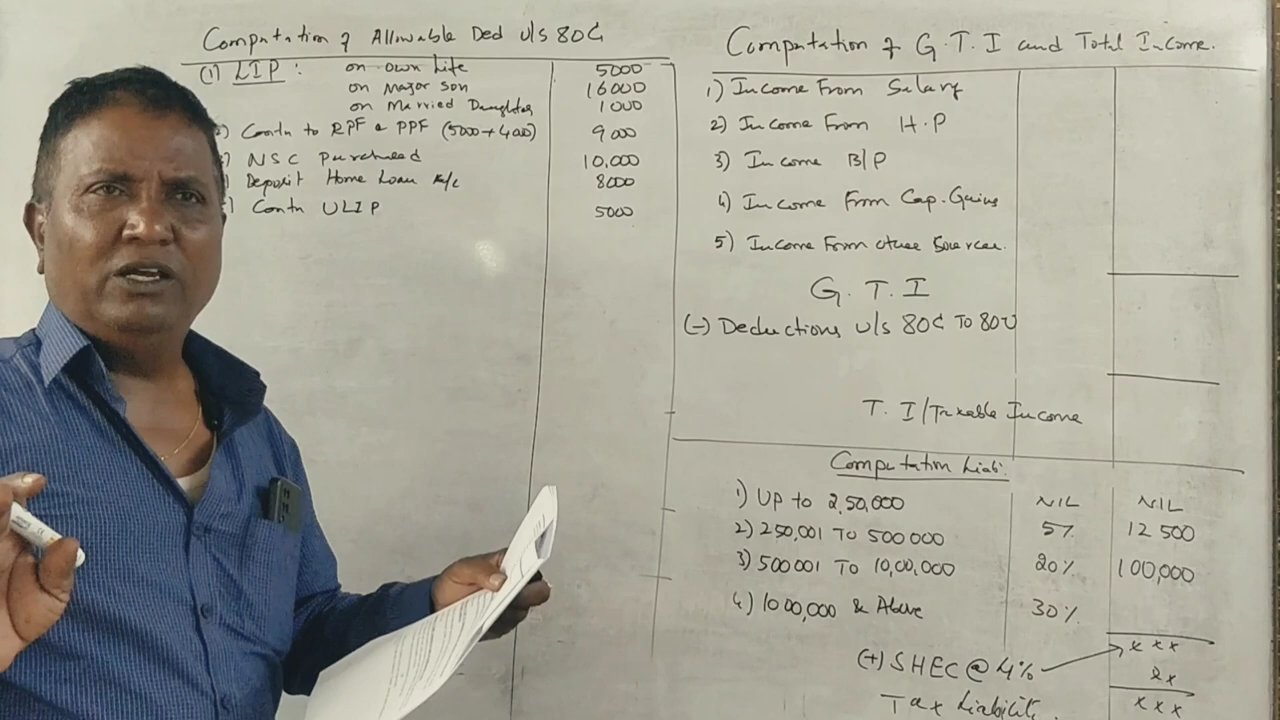 Computation of Allowable Ded u/s 80C
(1) LIP : on own Life 5000
on Major Son 16000
on Married Daughter 1000
Contn to RPF & PPF (5000+4000) 9000
NSC purchased 10,000
Deposit Home Loan A/c 8000
Contn ULIP 5000
Computation of G.T.I and Total Income.
1) Income From Salary
2) Income From H.P
3) Income B/P
4) Income From Cap. Gains
5) Income From other Sources.
G.T.I
(-) Deductions u/s 80C To 80U
T.I/Taxable Income
Computation Liabi.
1) Up to 2,50,000 NIL NIL
2) 250,001 To 500000 5% 12500
3) 500001 To 10,00,000 20% 100,000
4) 1000,000 & Above 30%
x x x
(+) SHEC @ 4% xx
Tax Liability. x x x